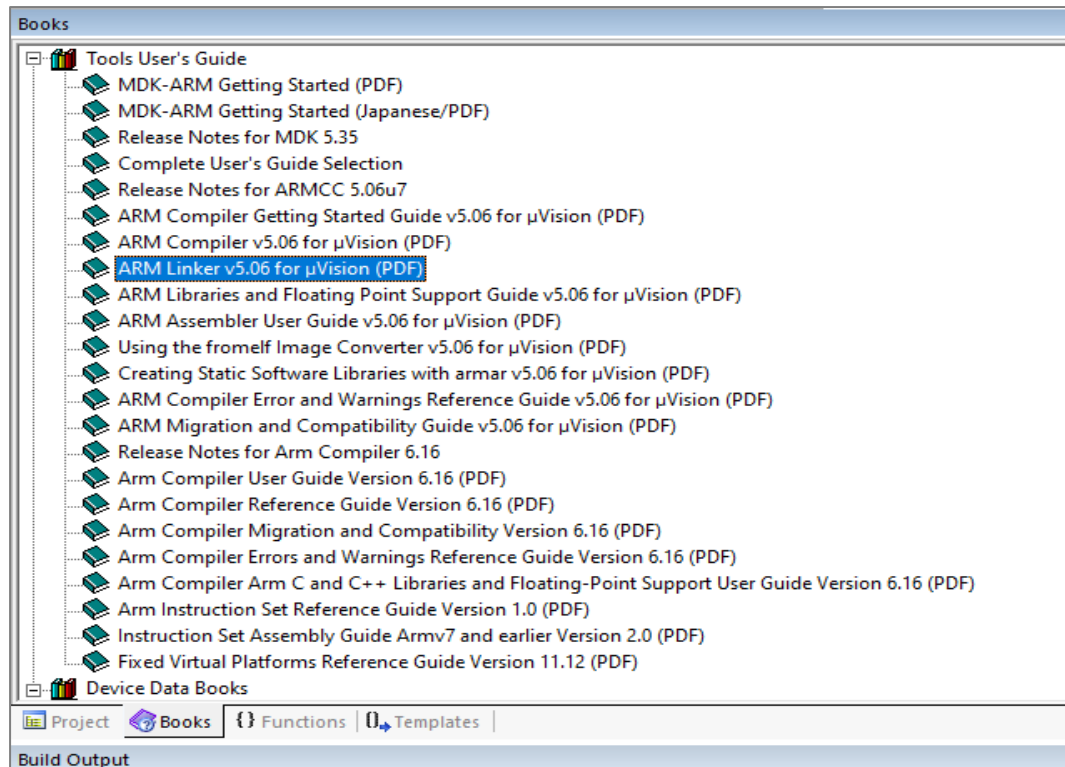 Books
Tools User's Guide
MDK-ARM Getting Started (PDF)
MDK-ARM Getting Started (Japanese/PDF)
Release Notes for MDK 5.35
Complete User's Guide Selection
Release Notes for ARMCC 5.06u7
ARM Compiler Getting Started Guide v5.06 for µVision (PDF)
ARM Compiler v5.06 for µVision (PDF)
ARM Linker v5.06 for µVision (PDF)
ARM Libraries and Floating Point Support Guide v5.06 for µVision (PDF)
ARM Assembler User Guide v5.06 for µVision (PDF)
Using the fromelf Image Converter v5.06 for µVision (PDF)
Creating Static Software Libraries with armar v5.06 for µVision (PDF)
ARM Compiler Error and Warnings Reference Guide v5.06 for µVision (PDF)
ARM Migration and Compatibility Guide v5.06 for µVision (PDF)
Release Notes for Arm Compiler 6.16
Arm Compiler User Guide Version 6.16 (PDF)
Arm Compiler Reference Guide Version 6.16 (PDF)
Arm Compiler Migration and Compatibility Version 6.16 (PDF)
Arm Compiler Errors and Warnings Reference Guide Version 6.16 (PDF)
Arm Compiler Arm C and C++ Libraries and Floating-Point Support User Guide Version 6.16 (PDF)
Arm Instruction Set Reference Guide Version 1.0 (PDF)
Instruction Set Assembly Guide Armv7 and earlier Version 2.0 (PDF)
Fixed Virtual Platforms Reference Guide Version 11.12 (PDF)
Device Data Books
Project Books {} Functions 0 Templates
Build Output